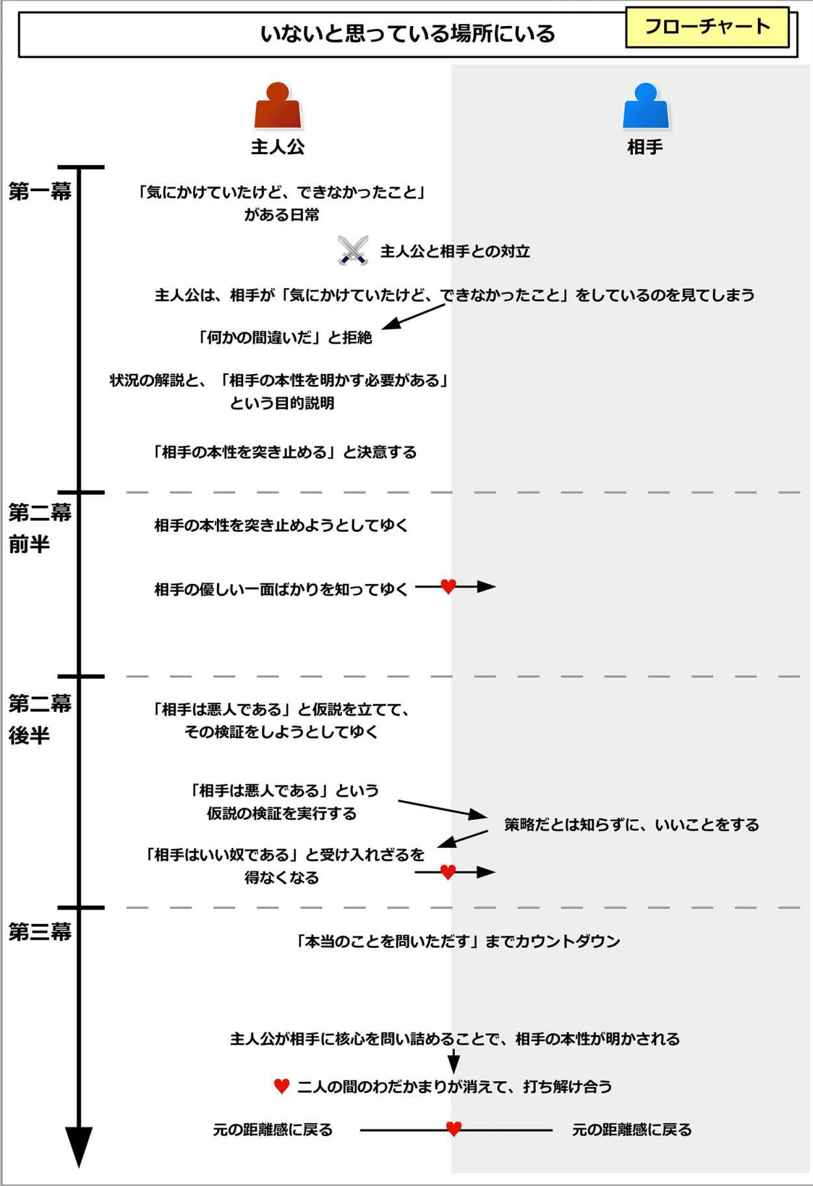 いないと思っている場所にいる
フローチャート
主人公
相手
第一幕
「気にかけていたけど、できなかったこと」
がある日常
主人公と相手との対立
主人公は、相手が「気にかけていたけど、できなかったこと」をしているのを見てしまう
「何かの間違いだ」と拒絶
状況の解説と、「相手の本性を明かす必要がある」
という目的説明
「相手の本性を突き止める」と決意する
第二幕
前半
相手の本性を突き止めようとしてゆく
相手の優しい一面ばかりを知ってゆく
第二幕
後半
「相手は悪人である」と仮説を立てて、
その検証をしようとしてゆく
「相手は悪人である」という
仮説の検証を実行する
策略だとは知らずに、いいことをする
「相手はいい奴である」と受け入れざるを
得なくなる
第三幕
「本当のことを問いただす」までカウントダウン
主人公が相手に核心を問い詰めることで、相手の本性が明かされる
二人の間のわだかまりが消えて、打ち解け合う
元の距離感に戻る
元の距離感に戻る